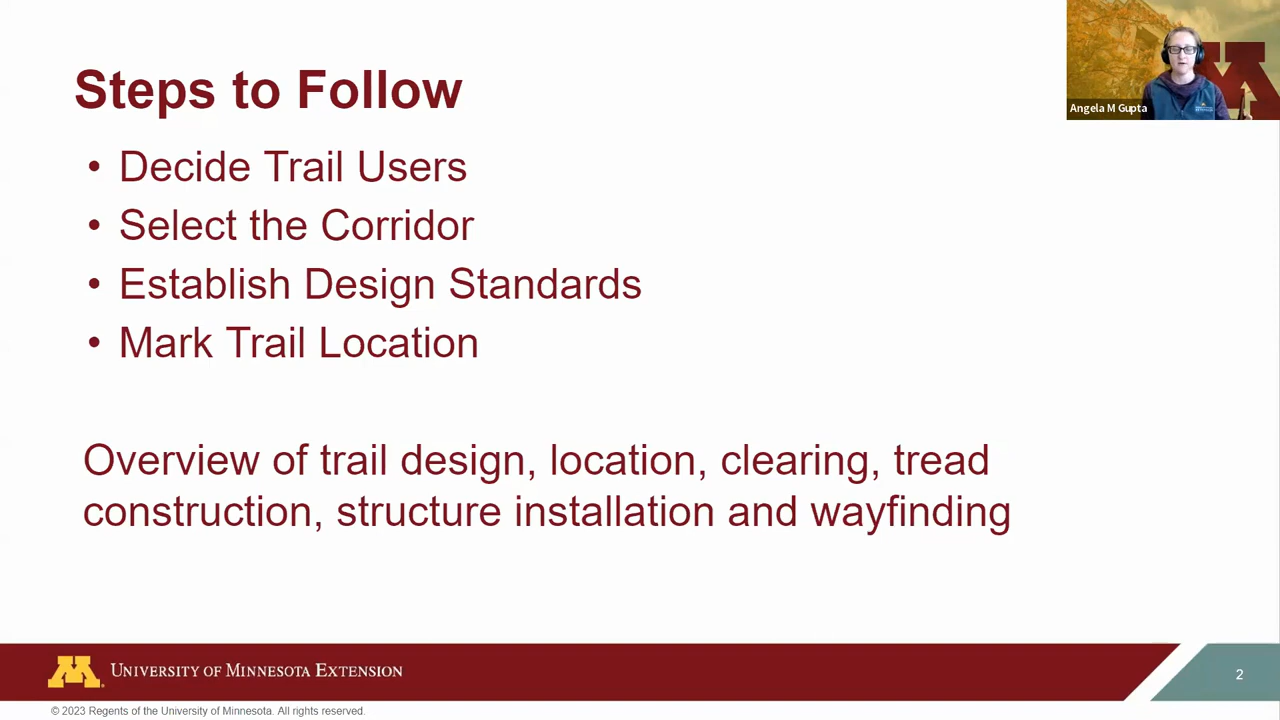 Steps to Follow
• Decide Trail Users
• Select the Corridor
• Establish Design Standards
• Mark Trail Location
Overview of trail design, location, clearing, tread
construction, structure installation and wayfinding
Angela M Gupta
M
UNIVERSITY OF MINNESOTA EXTENSION
2
© 2023 Regents of the University of Minnesota. All rights reserved.